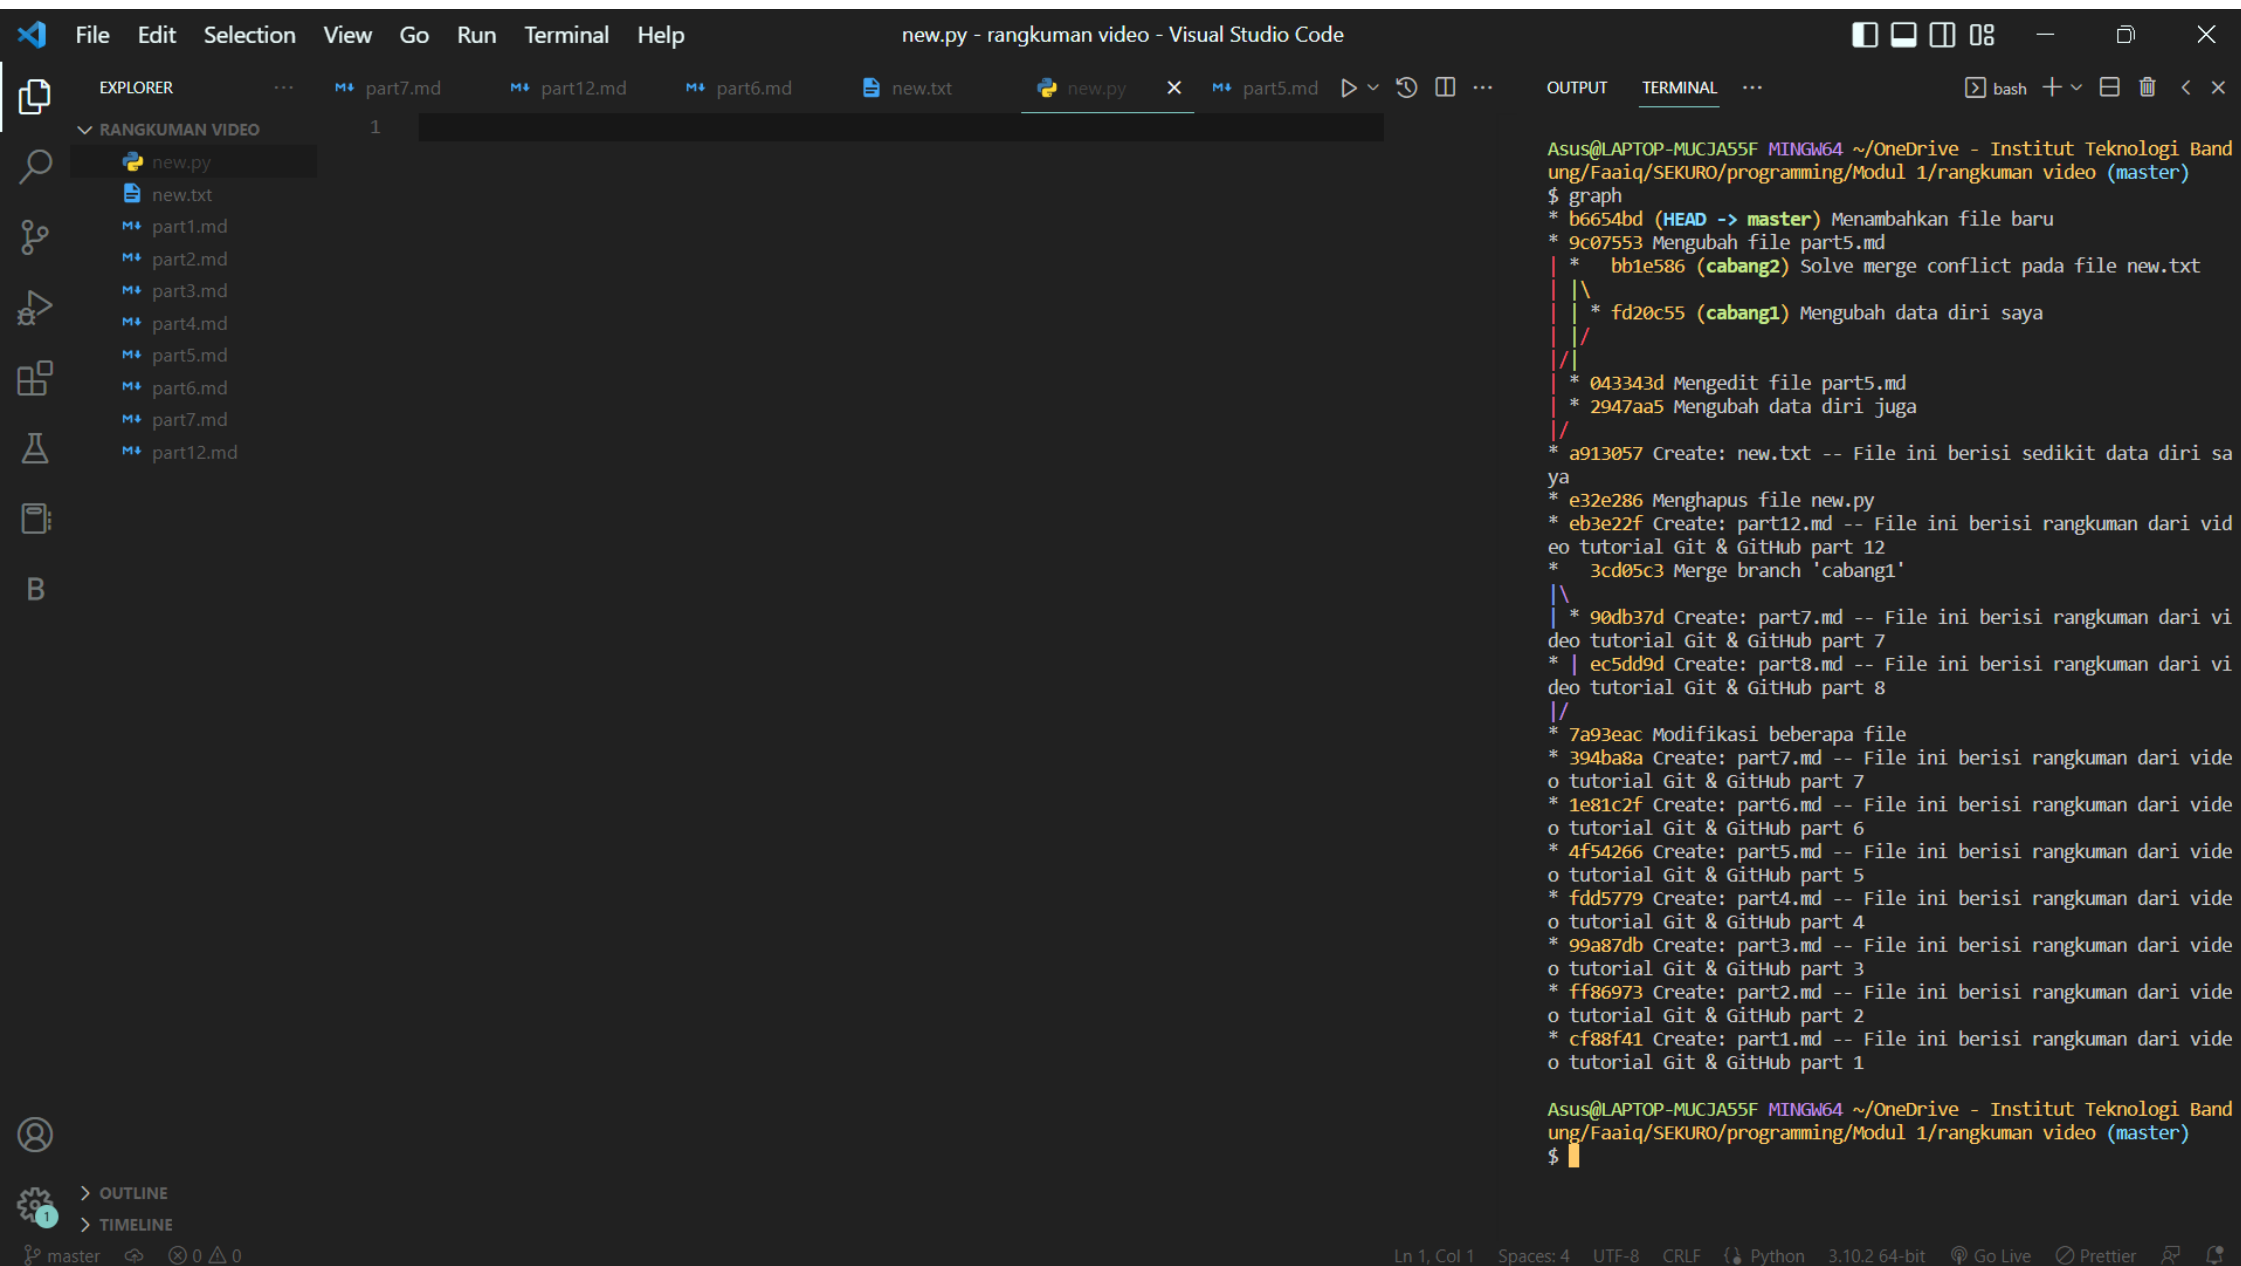 File Edit Selection View Go Run Terminal Help
new.py - rangkuman video - Visual Studio Code
EXPLORER
RANGKUMAN VIDEO
new.py
new.txt
part1.md
part2.md
part3.md
part4.md
part5.md
part6.md
part7.md
part12.md
B
OUTLINE
TIMELINE
part7.md part12.md part6.md new.txt new.py part5.md
1
OUTPUT TERMINAL bash
Asus@LAPTOP-MUCJA55F MINGW64 ~/OneDrive - Institut Teknologi Band
ung/Faaiq/SEKURO/programming/Modul 1/rangkuman video (master)
$ graph
* b6654bd (HEAD -> master) Menambahkan file baru
* 9c07553 Mengubah file part5.md
| *   bb1e586 (cabang2) Solve merge conflict pada file new.txt
| |\
| | * fd20c55 (cabang1) Mengubah data diri saya
| |/
|/|
| * 043343d Mengedit file part5.md
| * 2947aa5 Mengubah data diri juga
|/
* a913057 Create: new.txt -- File ini berisi sedikit data diri sa
ya
* e32e286 Menghapus file new.py
* eb3e22f Create: part12.md -- File ini berisi rangkuman dari vid
eo tutorial Git & GitHub part 12
*   3cd05c3 Merge branch 'cabang1'
|\
| * 90db37d Create: part7.md -- File ini berisi rangkuman dari vi
deo tutorial Git & GitHub part 7
* | ec5dd9d Create: part8.md -- File ini berisi rangkuman dari vi
deo tutorial Git & GitHub part 8
|/
* 7a93eac Modifikasi beberapa file
* 394ba8a Create: part7.md -- File ini berisi rangkuman dari vide
o tutorial Git & GitHub part 7
* 1e81c2f Create: part6.md -- File ini berisi rangkuman dari vide
o tutorial Git & GitHub part 6
* 4f54266 Create: part5.md -- File ini berisi rangkuman dari vide
o tutorial Git & GitHub part 5
* fdd5779 Create: part4.md -- File ini berisi rangkuman dari vide
o tutorial Git & GitHub part 4
* 99a87db Create: part3.md -- File ini berisi rangkuman dari vide
o tutorial Git & GitHub part 3
* ff86973 Create: part2.md -- File ini berisi rangkuman dari vide
o tutorial Git & GitHub part 2
* cf88f41 Create: part1.md -- File ini berisi rangkuman dari vide
o tutorial Git & GitHub part 1
Asus@LAPTOP-MUCJA55F MINGW64 ~/OneDrive - Institut Teknologi Band
ung/Faaiq/SEKURO/programming/Modul 1/rangkuman video (master)
$
1
master 0 0 Ln 1, Col 1 Spaces: 4 UTF-8 CRLF Python 3.10.2 64-bit Go Live Prettier